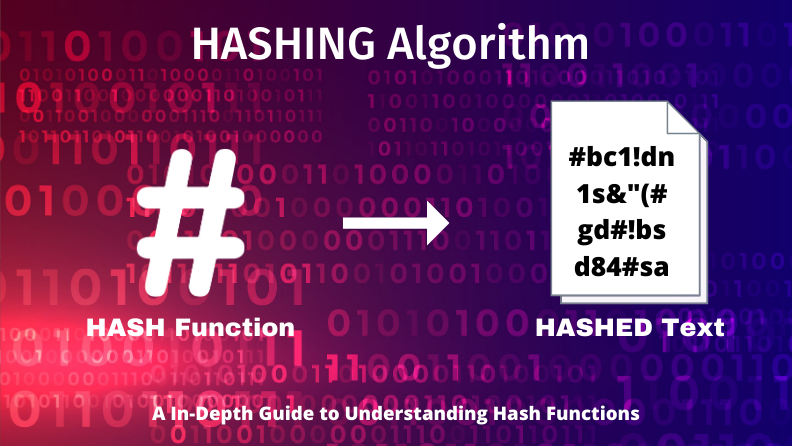 HASHING Algorithm
#
#bc1!dn
1s&"(#
gd#!bs
d84#sa
HASH Function
HASHED Text
A In-Depth Guide to Understanding Hash Functions